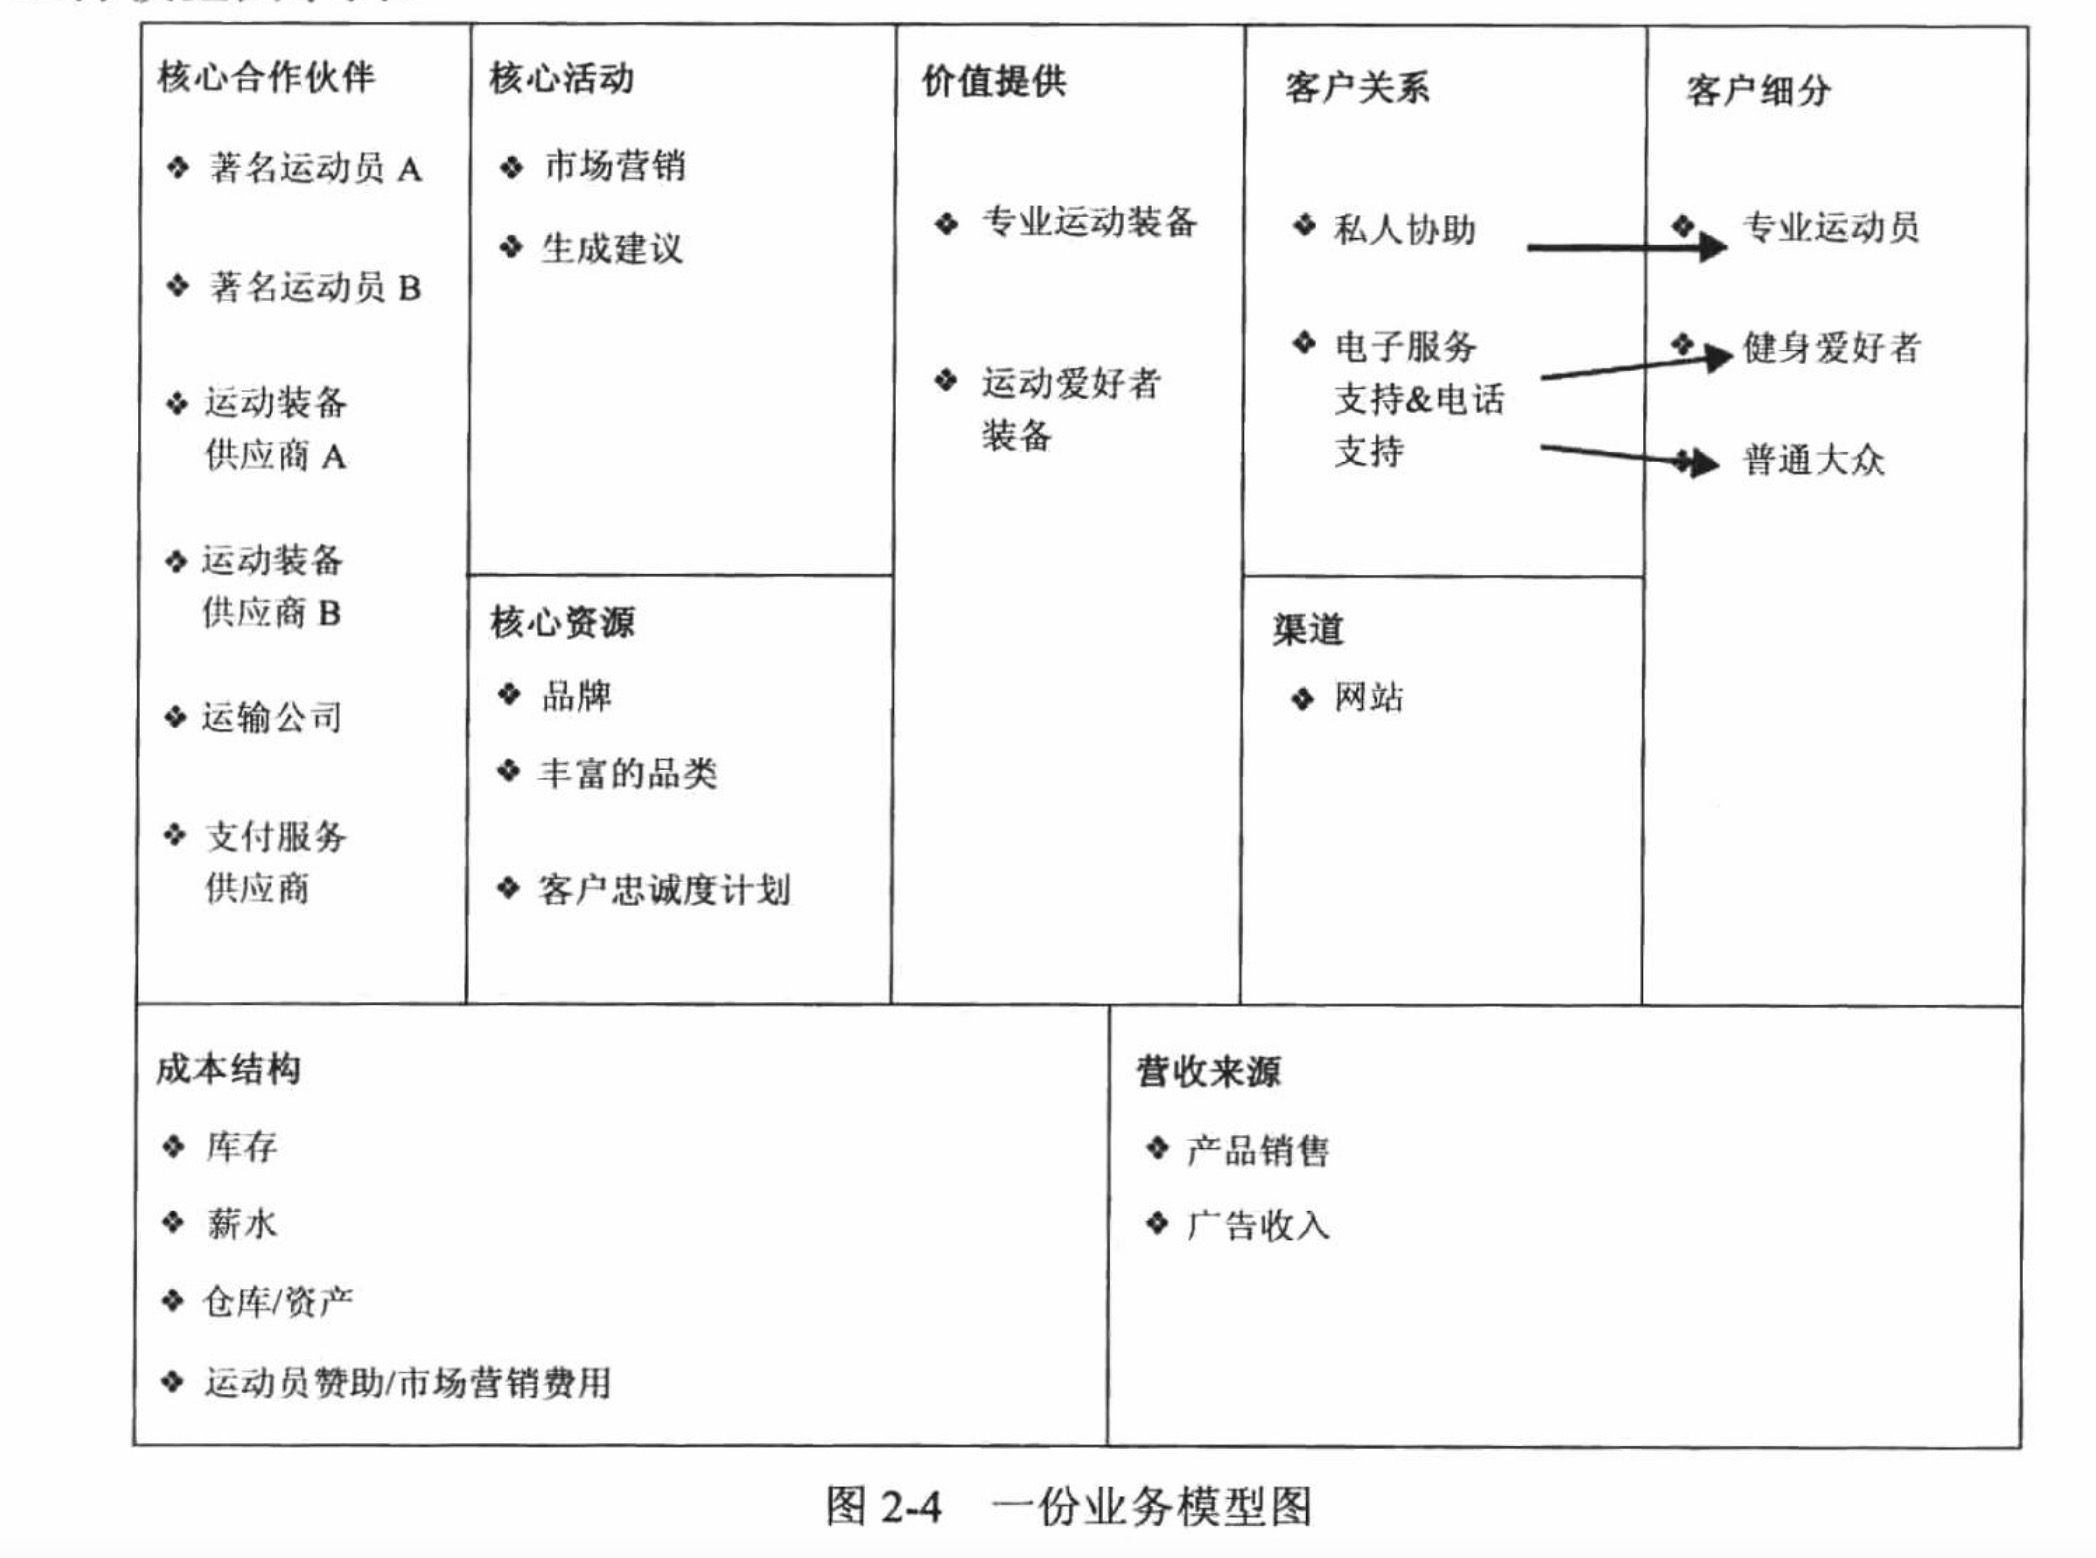 核心合作伙伴
❖ 著名运动员 A
❖ 著名运动员 B
❖ 运动装备
供应商 A
❖ 运动装备
供应商 B
❖ 运输公司
❖ 支付服务
供应商
核心活动
❖ 市场营销
❖ 生成建议
核心资源
❖ 品牌
❖ 丰富的品类
❖ 客户忠诚度计划
价值提供
❖ 专业运动装备
❖ 运动爱好者
装备
客户关系
❖ 私人协助
❖ 电子服务
支持&电话
支持
渠道
❖ 网站
客户细分
❖ 专业运动员
❖ 健身爱好者
❖ 普通大众
成本结构
❖ 库存
❖ 薪水
❖ 仓库/资产
❖ 运动员赞助/市场营销费用
营收来源
❖ 产品销售
❖ 广告收入
图 2-4 一份业务模型图